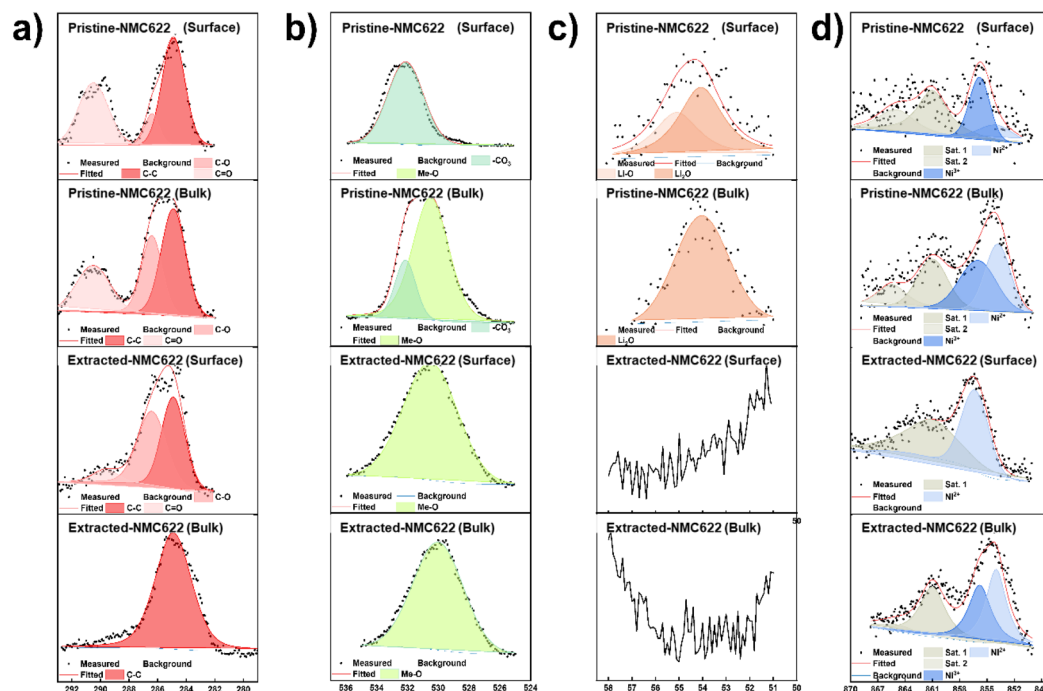 a)
Pristine-NMC622 (Surface)
Measured Background C-O
Fitted C-C C=O
Pristine-NMC622 (Bulk)
Measured Background C-O
Fitted C-C C=O
Extracted-NMC622 (Surface)
Measured Background C-O
Fitted C-C C=O
Extracted-NMC622 (Bulk)
Measured Background
Fitted C-C
292 290 288 286 284 282 280
b)
Pristine-NMC622 (Surface)
Measured Background -CO₃
Fitted Me-O
Pristine-NMC622 (Bulk)
Measured Background -CO₃
Fitted Me-O
Extracted-NMC622 (Surface)
Measured Background
Fitted Me-O
Extracted-NMC622 (Bulk)
Measured Background
Fitted Me-O
536 534 532 530 528 526 524
c)
Pristine-NMC622 (Surface)
Measured Fitted Background
Li-O Li₂O
Pristine-NMC622 (Bulk)
Measured Fitted Background
Li₂O
Extracted-NMC622 (Surface)
50
Extracted-NMC622 (Bulk)
58 57 56 55 54 53 52 51 50
d)
Pristine-NMC622 (Surface)
Measured Sat. 1 Ni²⁺
Fitted Sat. 2
Background Ni³⁺
Pristine-NMC622 (Bulk)
Measured Sat. 1 Ni²⁺
Fitted Sat. 2
Background Ni³⁺
Extracted-NMC622 (Surface)
Measured Sat. 1
Fitted Ni²⁺
Background
Extracted-NMC622 (Bulk)
Measured Sat. 1 Ni²⁺
Fitted Sat. 2
Background Ni³⁺
870 867 864 861 858 855 852